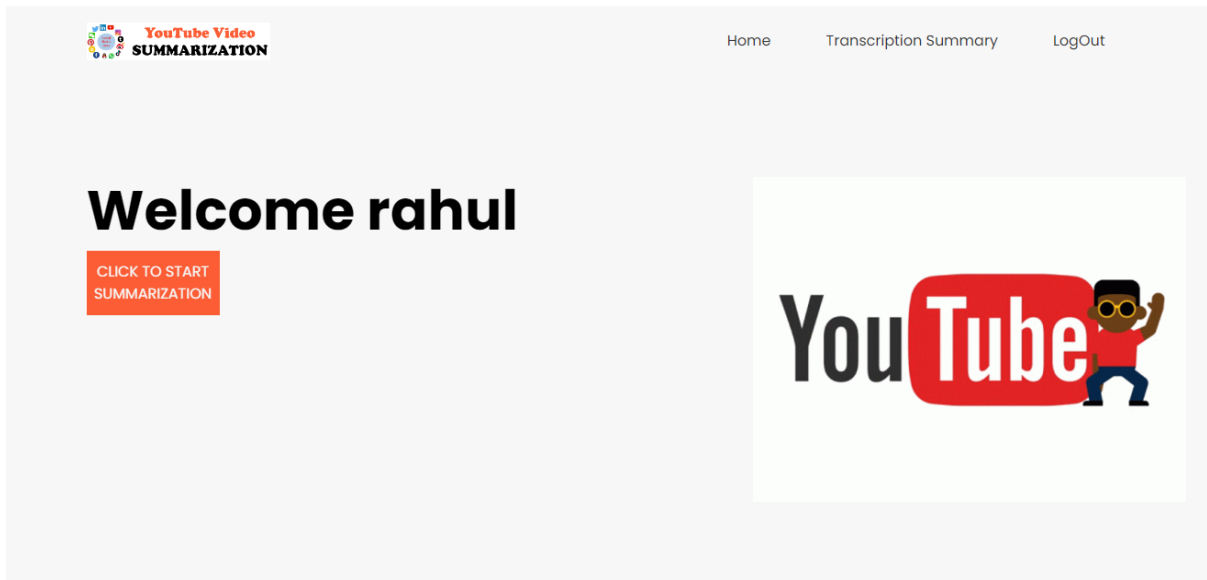 YouTube Video
SUMMARIZATION
Home
Transcription Summary
LogOut
Welcome rahul
CLICK TO START
SUMMARIZATION
YouTube